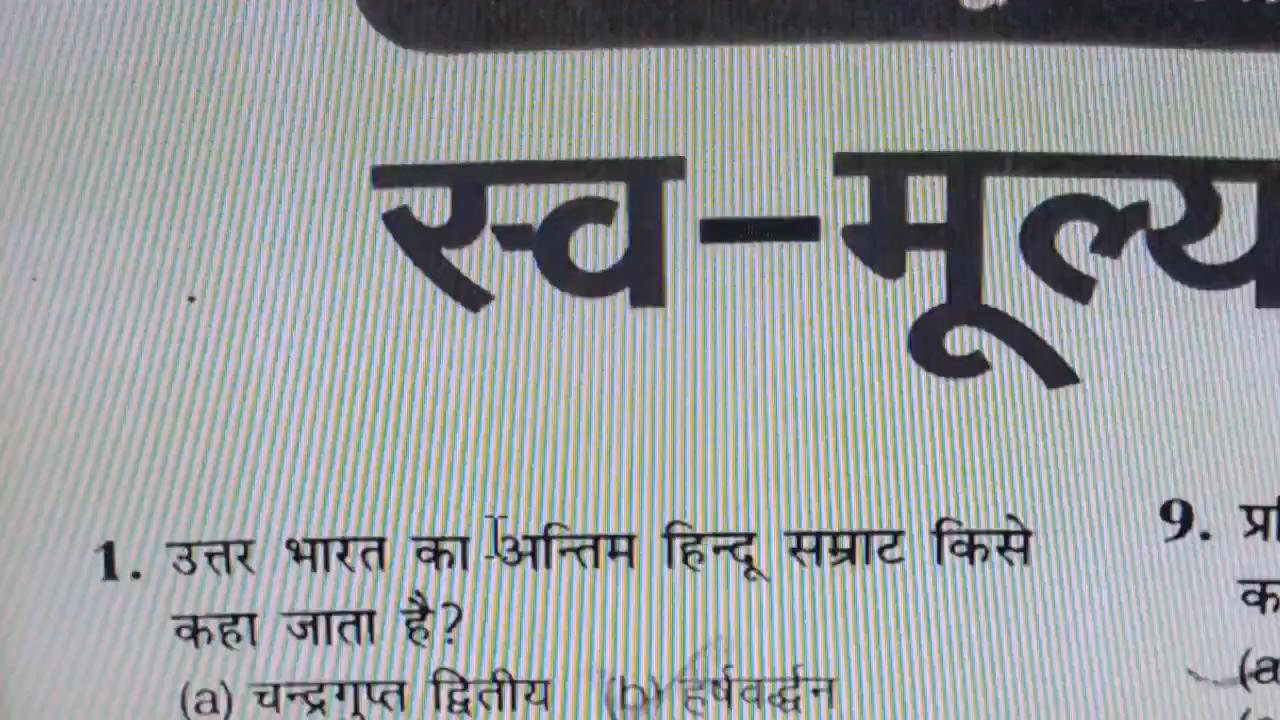 स्व-मूल्य
1. उत्तर भारत का अन्तिम हिन्दू सम्राट किसे
कहा जाता है?
(a) चन्द्रगुप्त द्वितीय (b) हर्षवर्द्धन
9.
(a